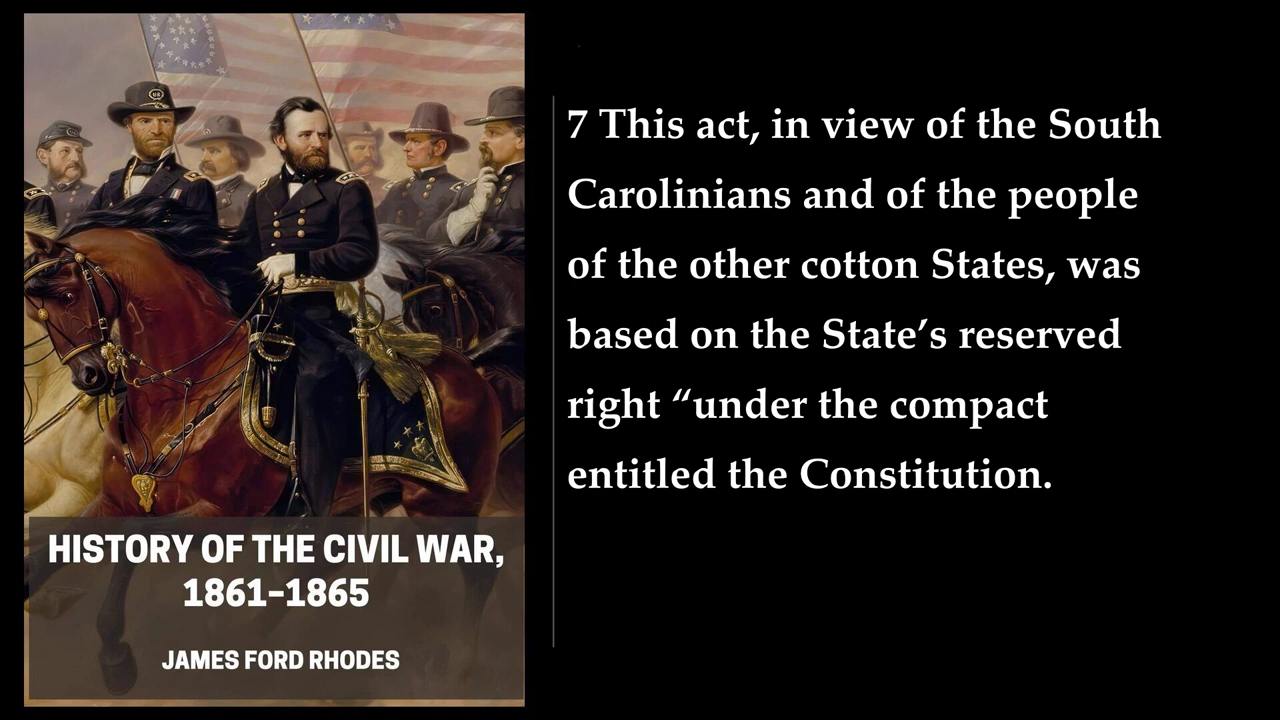 HISTORY OF THE CIVIL WAR,
1861–1865
JAMES FORD RHODES
7 This act, in view of the South
Carolinians and of the people
of the other cotton States, was
based on the State’s reserved
right “under the compact
entitled the Constitution.